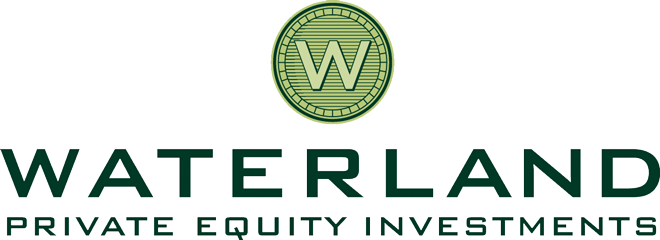 W
WATERLAND
PRIVATE EQUITY INVESTMENTS